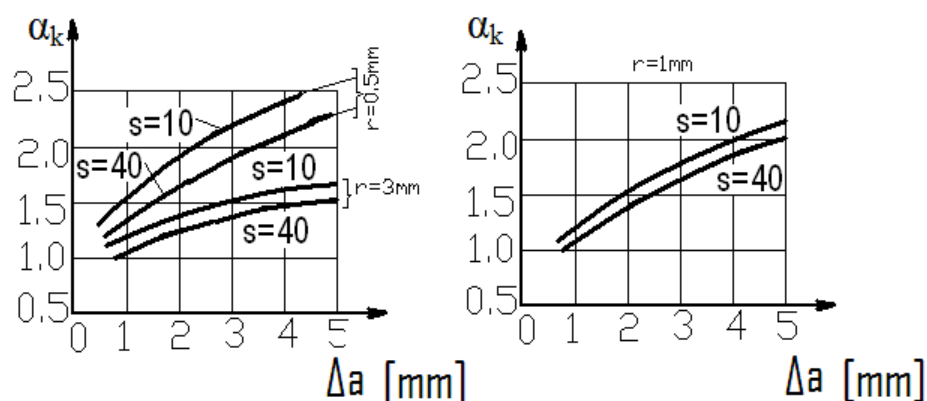 αk
2.5
2.0
1.5
1.0
0.5
0 1 2 3 4 5
Δa [mm]
s=10
s=40
r=0.5mm
s=10
s=40
r=3mm
αk
2.5
2.0
1.5
1.0
0.5
0 1 2 3 4 5
Δa [mm]
r=1mm
s=10
s=40